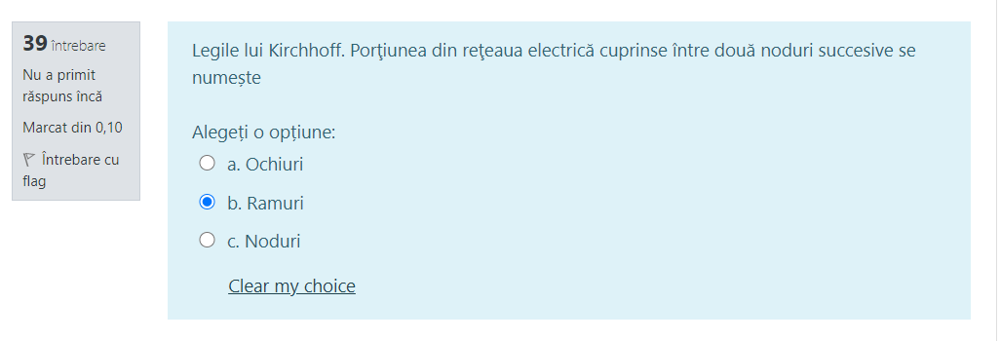 39 întrebare
Nu a primit
răspuns încă
Marcat din 0,10
Întrebare cu
flag
Legile lui Kirchhoff. Porţiunea din reţeaua electrică cuprinse între două noduri succesive se
numește
Alegeți o opțiune:
a. Ochiuri
b. Ramuri
c. Noduri
Clear my choice